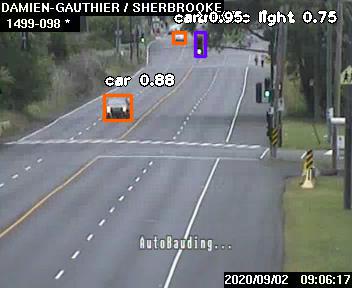 DAMIEN-GAUTHIER / SHERBROOKE
1499-098 *
car 0.95
light 0.75
car 0.88
AutoBauding...
2020/09/02 09:06:17